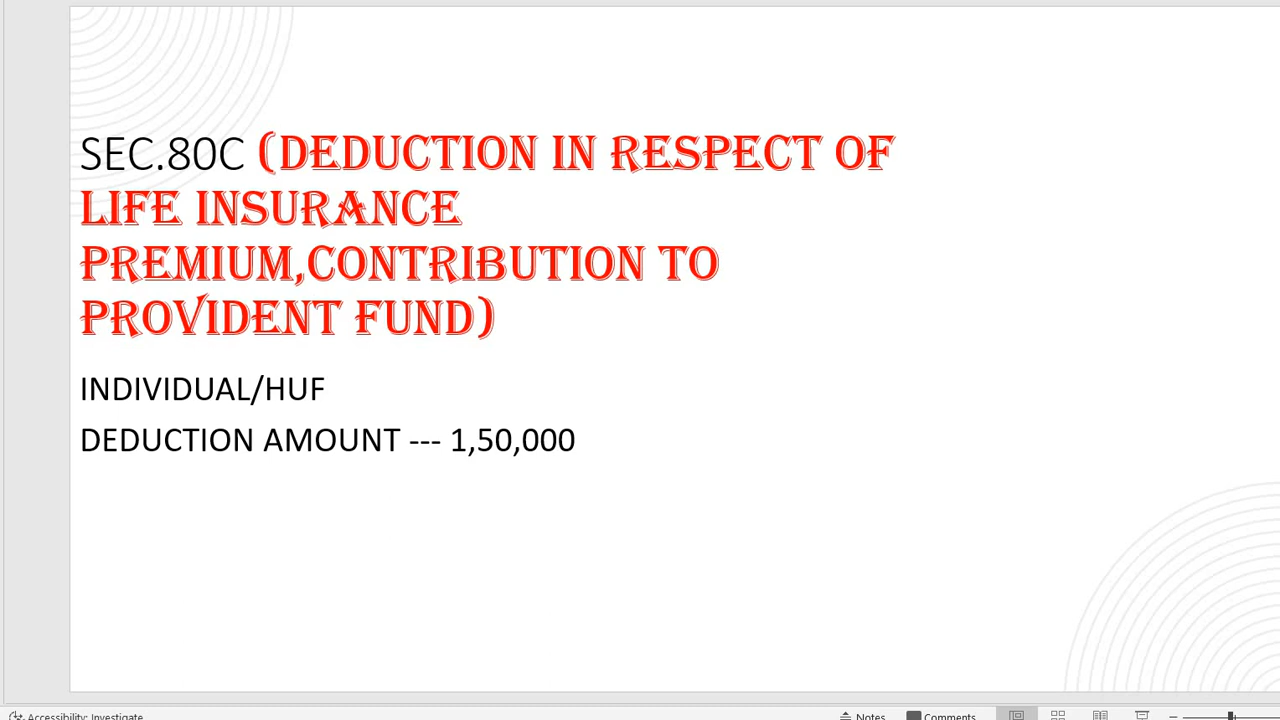 SEC.80C (DEDUCTION IN RESPECT OF
LIFE INSURANCE
PREMIUM,CONTRIBUTION TO
PROVIDENT FUND)
INDIVIDUAL/HUF
DEDUCTION AMOUNT --- 1,50,000
Accessibility: Investigate Notes Comments